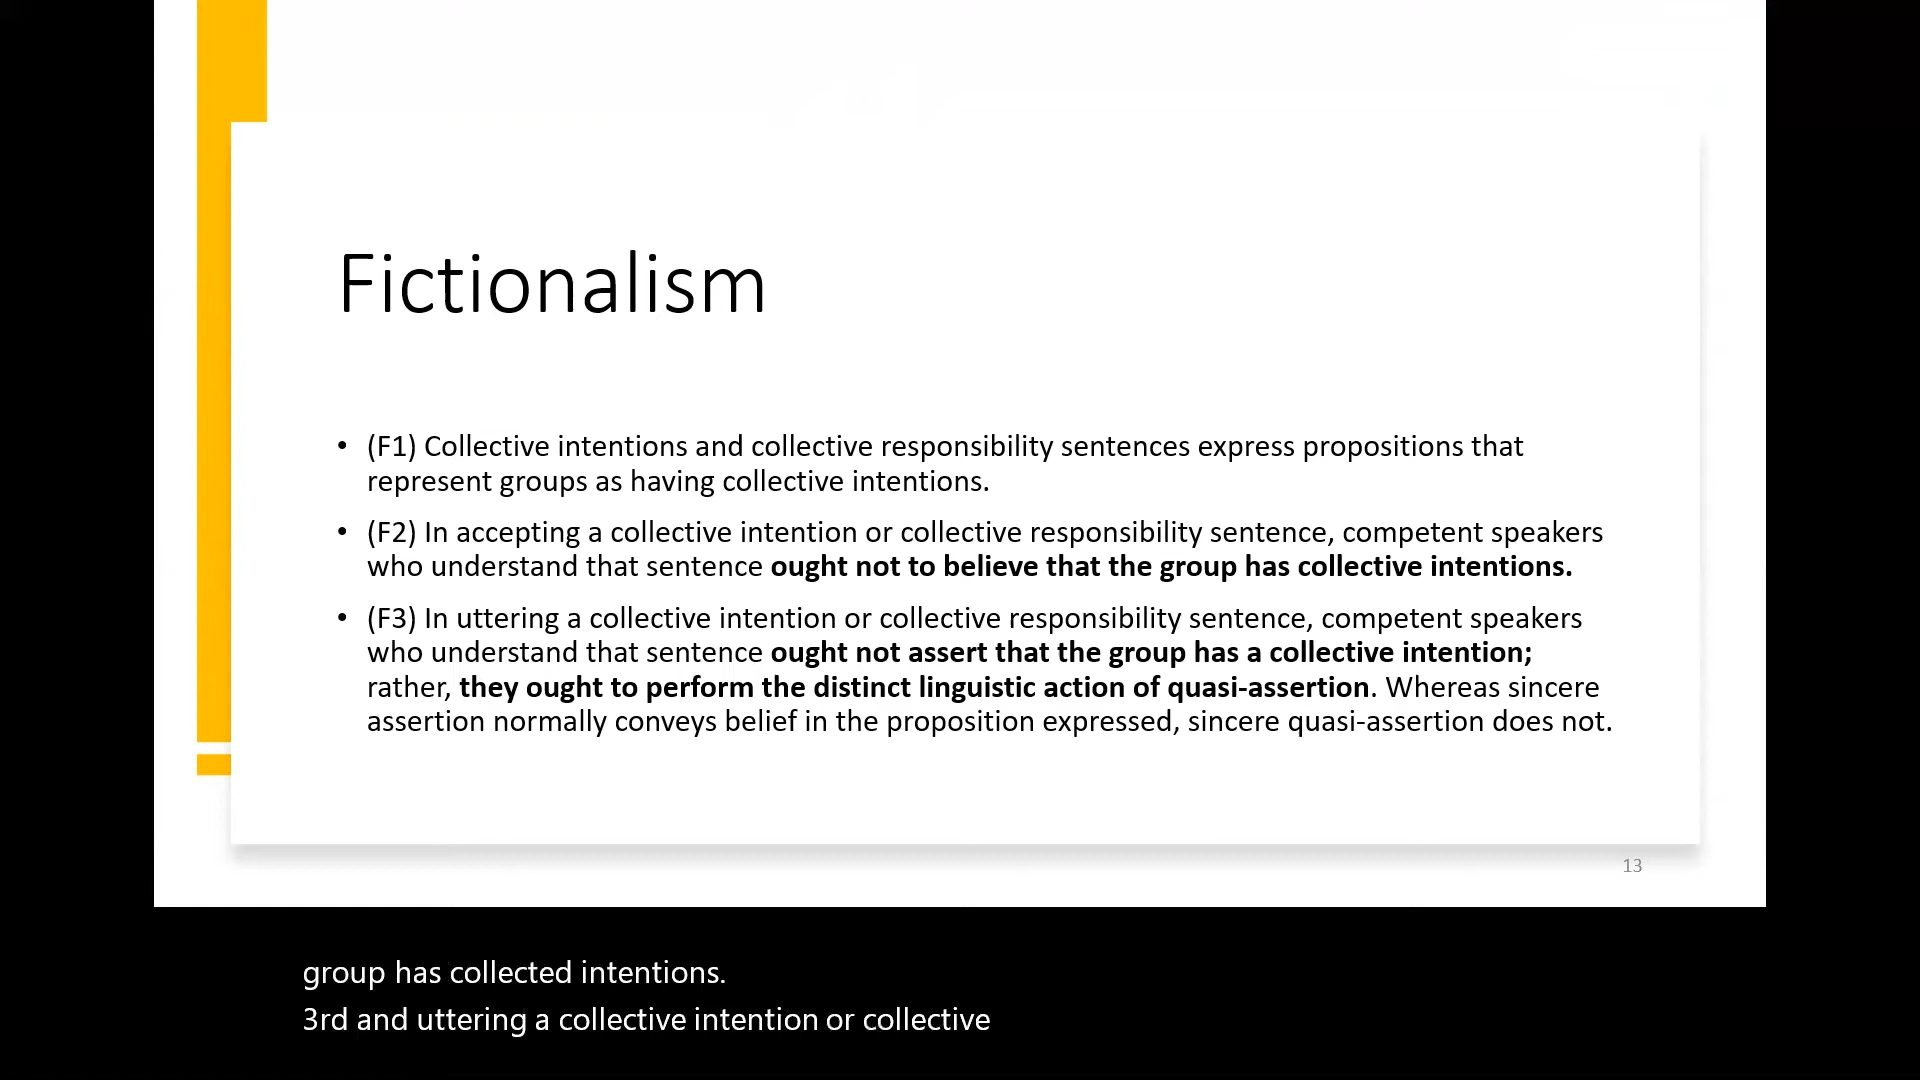 Fictionalism
• (F1) Collective intentions and collective responsibility sentences express propositions that
represent groups as having collective intentions.
• (F2) In accepting a collective intention or collective responsibility sentence, competent speakers
who understand that sentence ought not to believe that the group has collective intentions.
• (F3) In uttering a collective intention or collective responsibility sentence, competent speakers
who understand that sentence ought not assert that the group has a collective intention;
rather, they ought to perform the distinct linguistic action of quasi-assertion. Whereas sincere
assertion normally conveys belief in the proposition expressed, sincere quasi-assertion does not.
13
group has collected intentions.
3rd and uttering a collective intention or collective